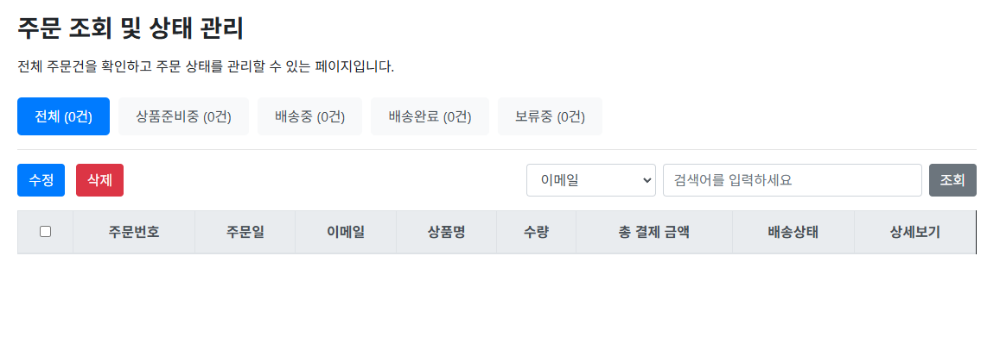 주문 조회 및 상태 관리
전체 주문건을 확인하고 주문 상태를 관리할 수 있는 페이지입니다.
전체 (0건) 상품준비중 (0건) 배송중 (0건) 배송완료 (0건) 보류중 (0건)
수정 삭제 이메일 검색어를 입력하세요 조회
주문번호 주문일 이메일 상품명 수량 총 결제 금액 배송상태 상세보기